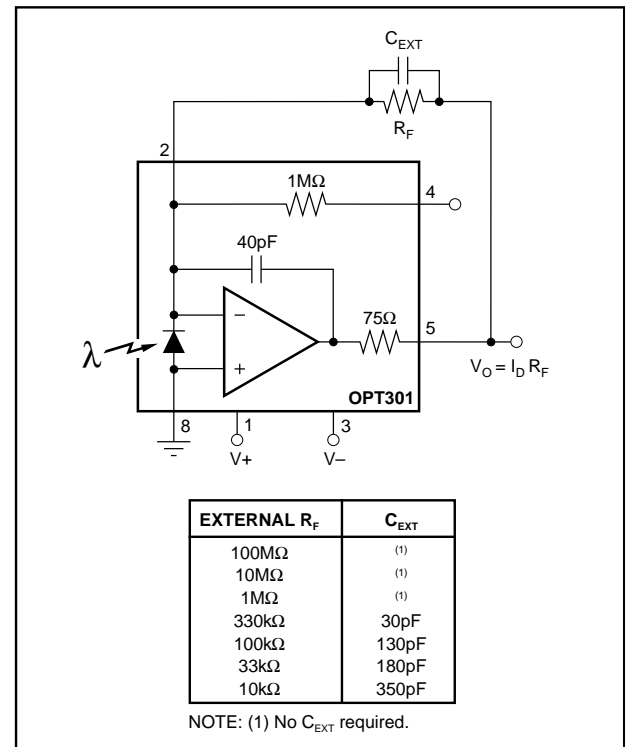 C_EXT
R_F
2
1MΩ
4
40pF
75Ω
5
λ
−
+
V_O = I_D R_F
OPT301
8
1
3
V+
V–
EXTERNAL R_F C_EXT
100MΩ (1)
10MΩ (1)
1MΩ (1)
330kΩ 30pF
100kΩ 130pF
33kΩ 180pF
10kΩ 350pF
NOTE: (1) No C_EXT required.